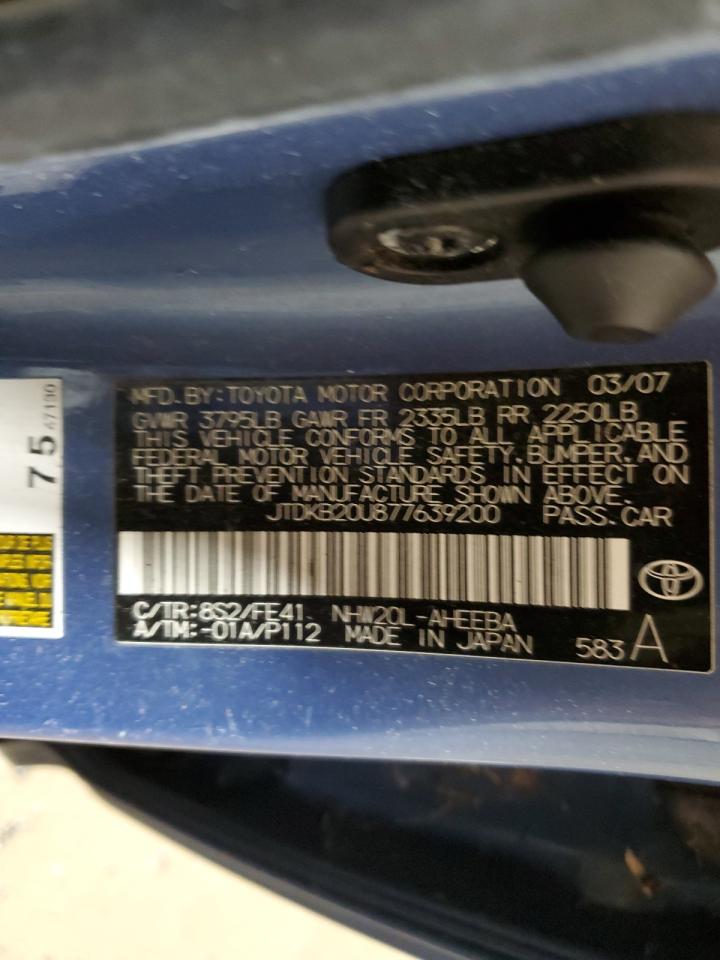 MFD.BY:TOYOTA MOTOR CORPORATION 03/07
GVWR 3795LB GAWR FR 2335LB RR 2250LB
THIS VEHICLE CONFORMS TO ALL APPLICABLE
FEDERAL MOTOR VEHICLE SAFETY,BUMPER,AND
THEFT PREVENTION STANDARDS IN EFFECT ON
THE DATE OF MANUFACTURE SHOWN ABOVE.
JTDKB20U877639200 PASS.CAR
C/TR:8S2/FE41 NHW20L-AHEEBA
A/TM:-01A/P112 MADE IN JAPAN 583 A
75 47130